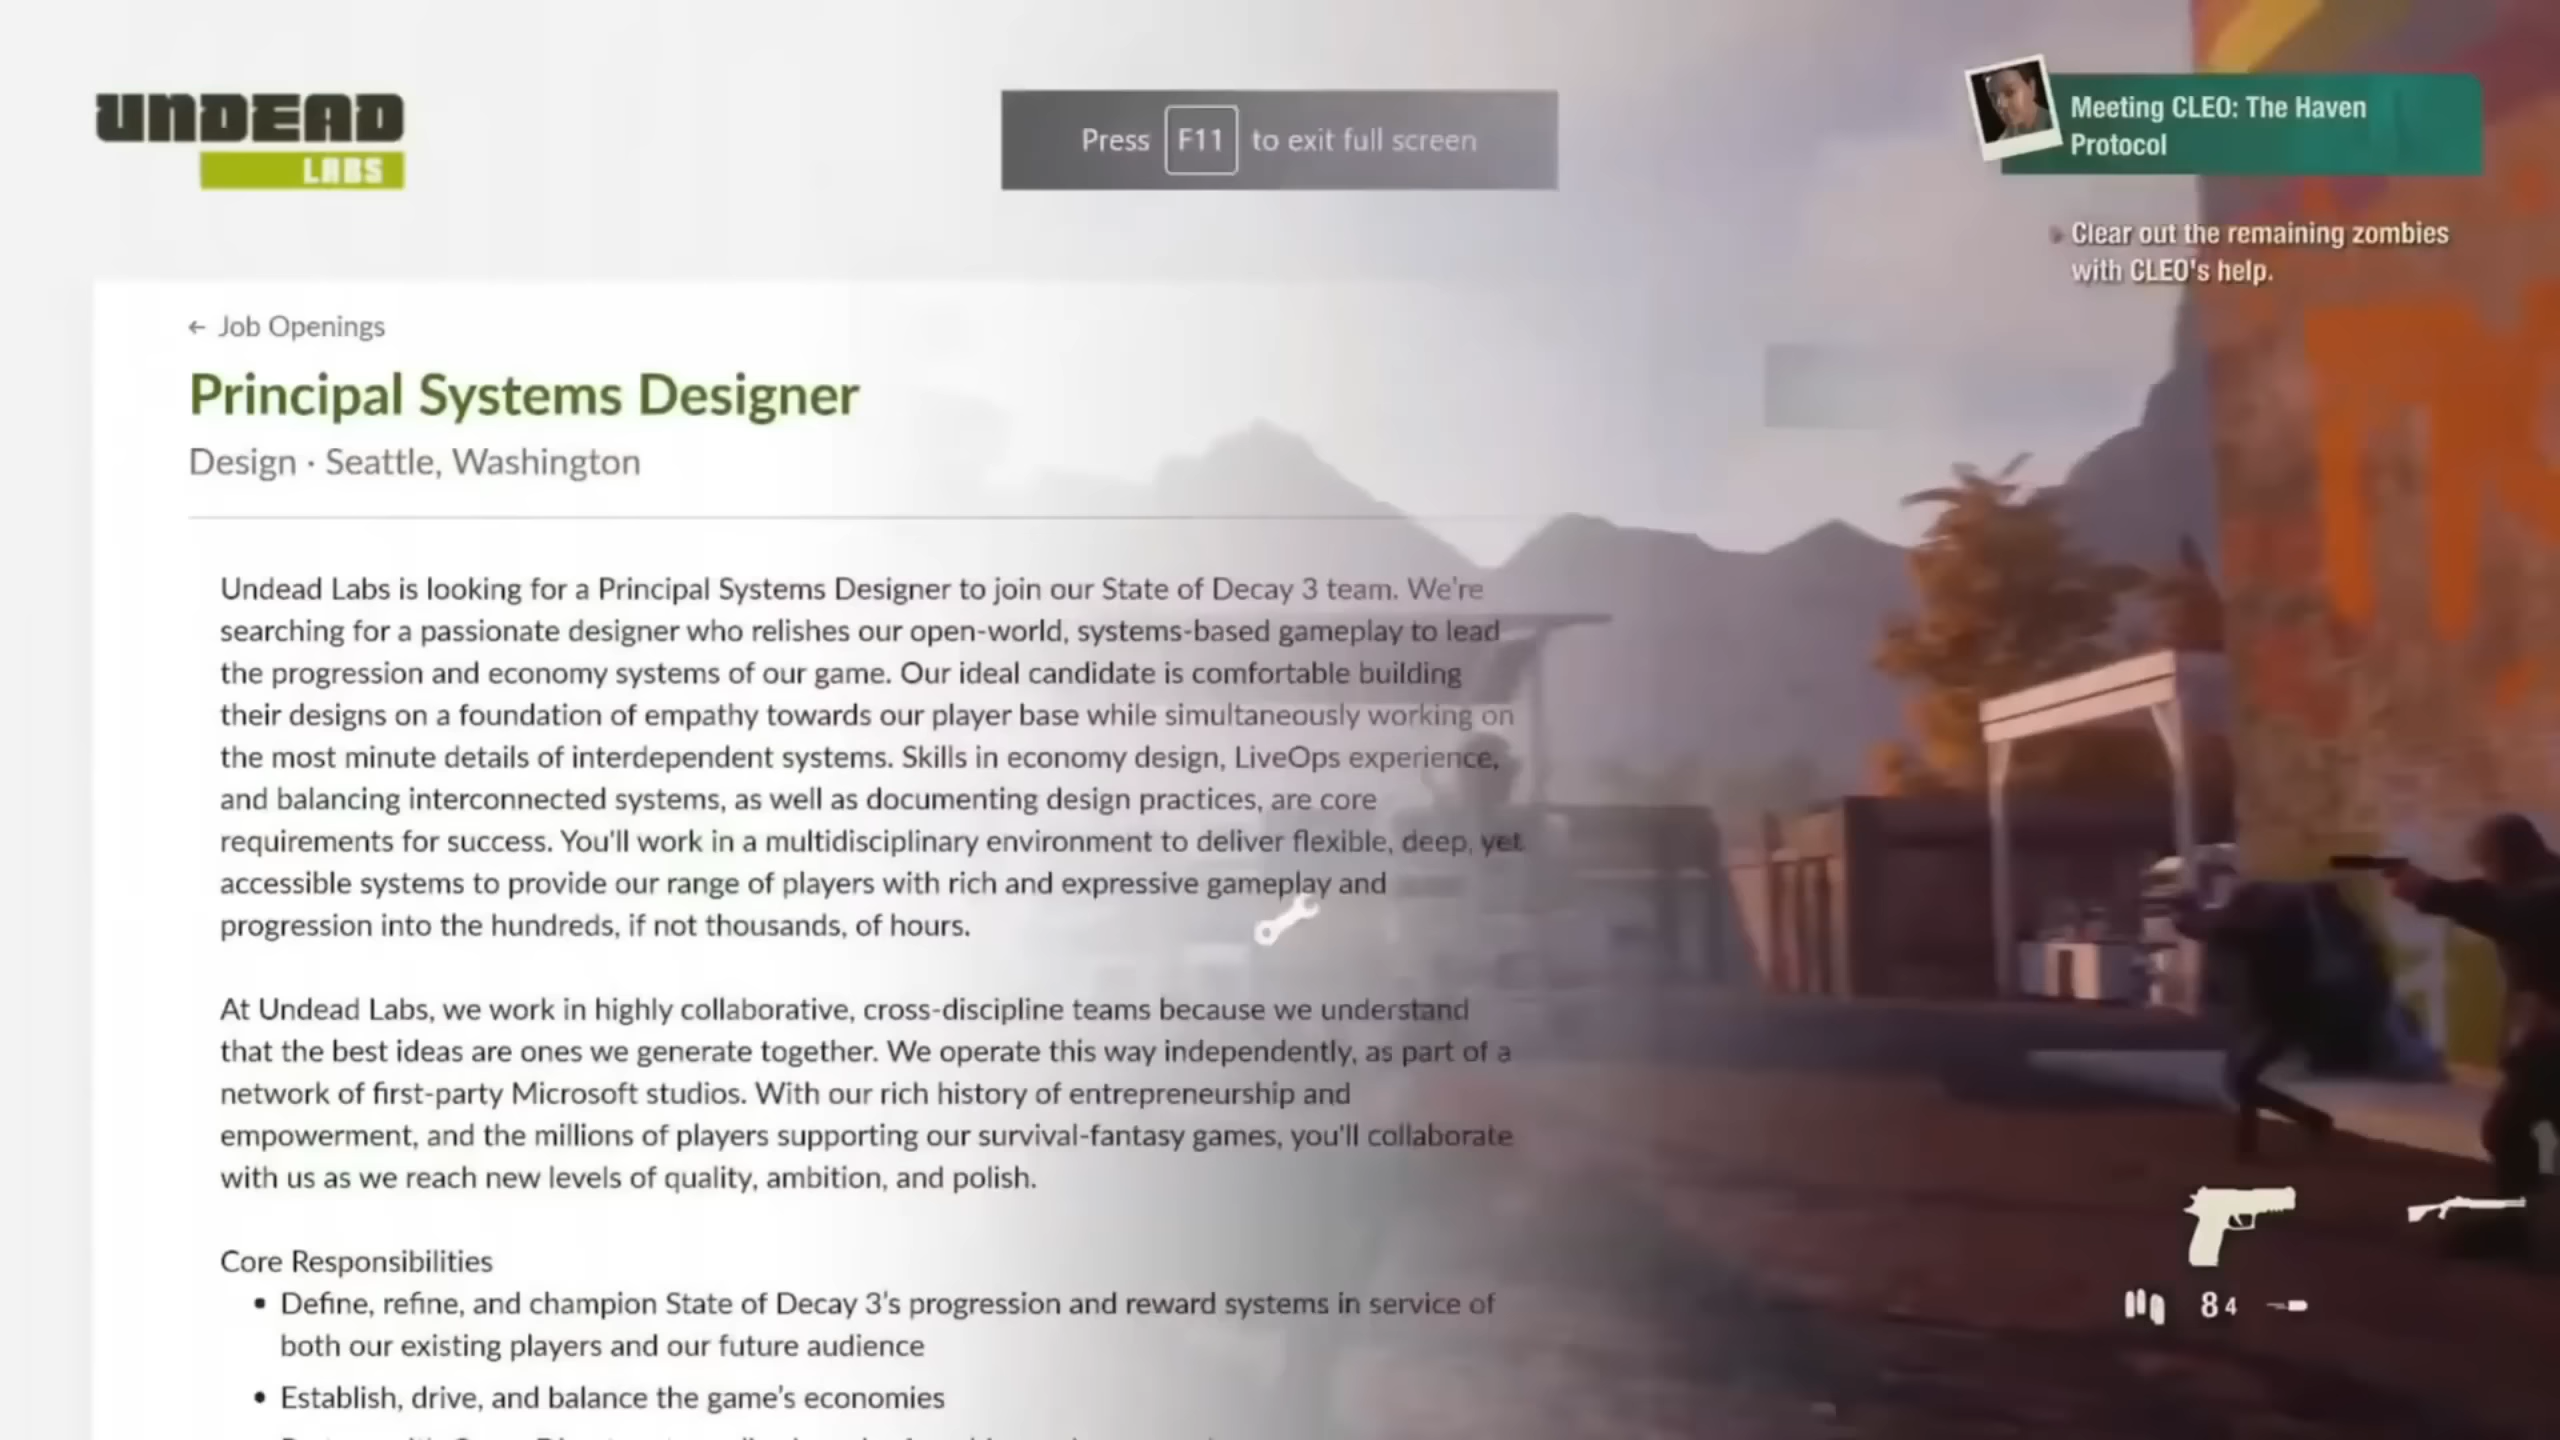 UNDEAD
LABS
Press F11 to exit full screen
Meeting CLEO: The Haven
Protocol
Clear out the remaining zombies
with CLEO's help.
← Job Openings
Principal Systems Designer
Design · Seattle, Washington
Undead Labs is looking for a Principal Systems Designer to join our State of Decay 3 team. We're
searching for a passionate designer who relishes our open-world, systems-based gameplay to lead
the progression and economy systems of our game. Our ideal candidate is comfortable building
their designs on a foundation of empathy towards our player base while simultaneously working on
the most minute details of interdependent systems. Skills in economy design, LiveOps experience,
and balancing interconnected systems, as well as documenting design practices, are core
requirements for success. You'll work in a multidisciplinary environment to deliver flexible, deep, yet
accessible systems to provide our range of players with rich and expressive gameplay and
progression into the hundreds, if not thousands, of hours.
At Undead Labs, we work in highly collaborative, cross-discipline teams because we understand
that the best ideas are ones we generate together. We operate this way independently, as part of a
network of first-party Microsoft studios. With our rich history of entrepreneurship and
empowerment, and the millions of players supporting our survival-fantasy games, you'll collaborate
with us as we reach new levels of quality, ambition, and polish.
Core Responsibilities
• Define, refine, and champion State of Decay 3's progression and reward systems in service of
both our existing players and our future audience
• Establish, drive, and balance the game's economies
8 4